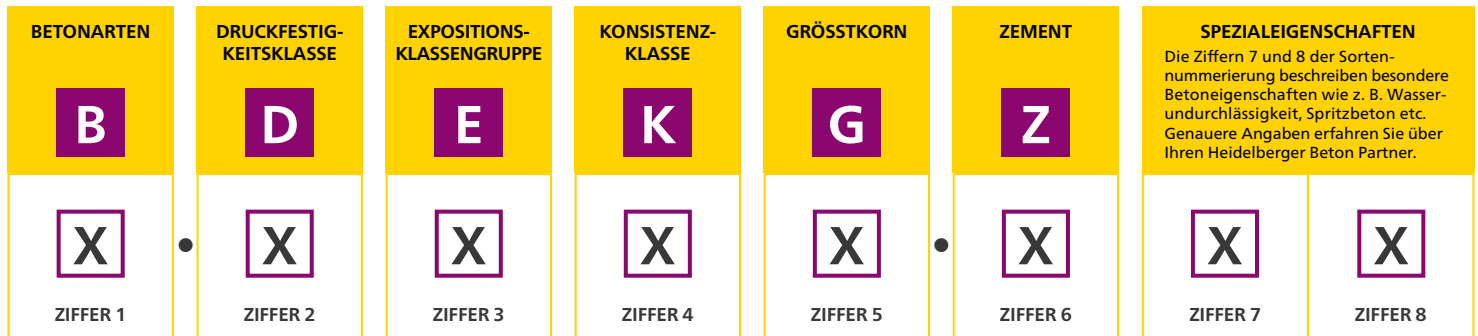 BETONARTEN
B
X
ZIFFER 1
•
DRUCKFESTIG-
KEITSKLASSE
D
X
ZIFFER 2
EXPOSITIONS-
KLASSENGRUPPE
E
X
ZIFFER 3
KONSISTENZ-
KLASSE
K
X
ZIFFER 4
GRÖSSTKORN
G
X
ZIFFER 5
•
ZEMENT
Z
X
ZIFFER 6
SPEZIALEIGENSCHAFTEN
Die Ziffern 7 und 8 der Sorten-
nummerierung beschreiben besondere
Betoneigenschaften wie z. B. Wasser-
undurchlässigkeit, Spritzbeton etc.
Genauere Angaben erfahren Sie über
Ihren Heidelberger Beton Partner.
X
ZIFFER 7
X
ZIFFER 8